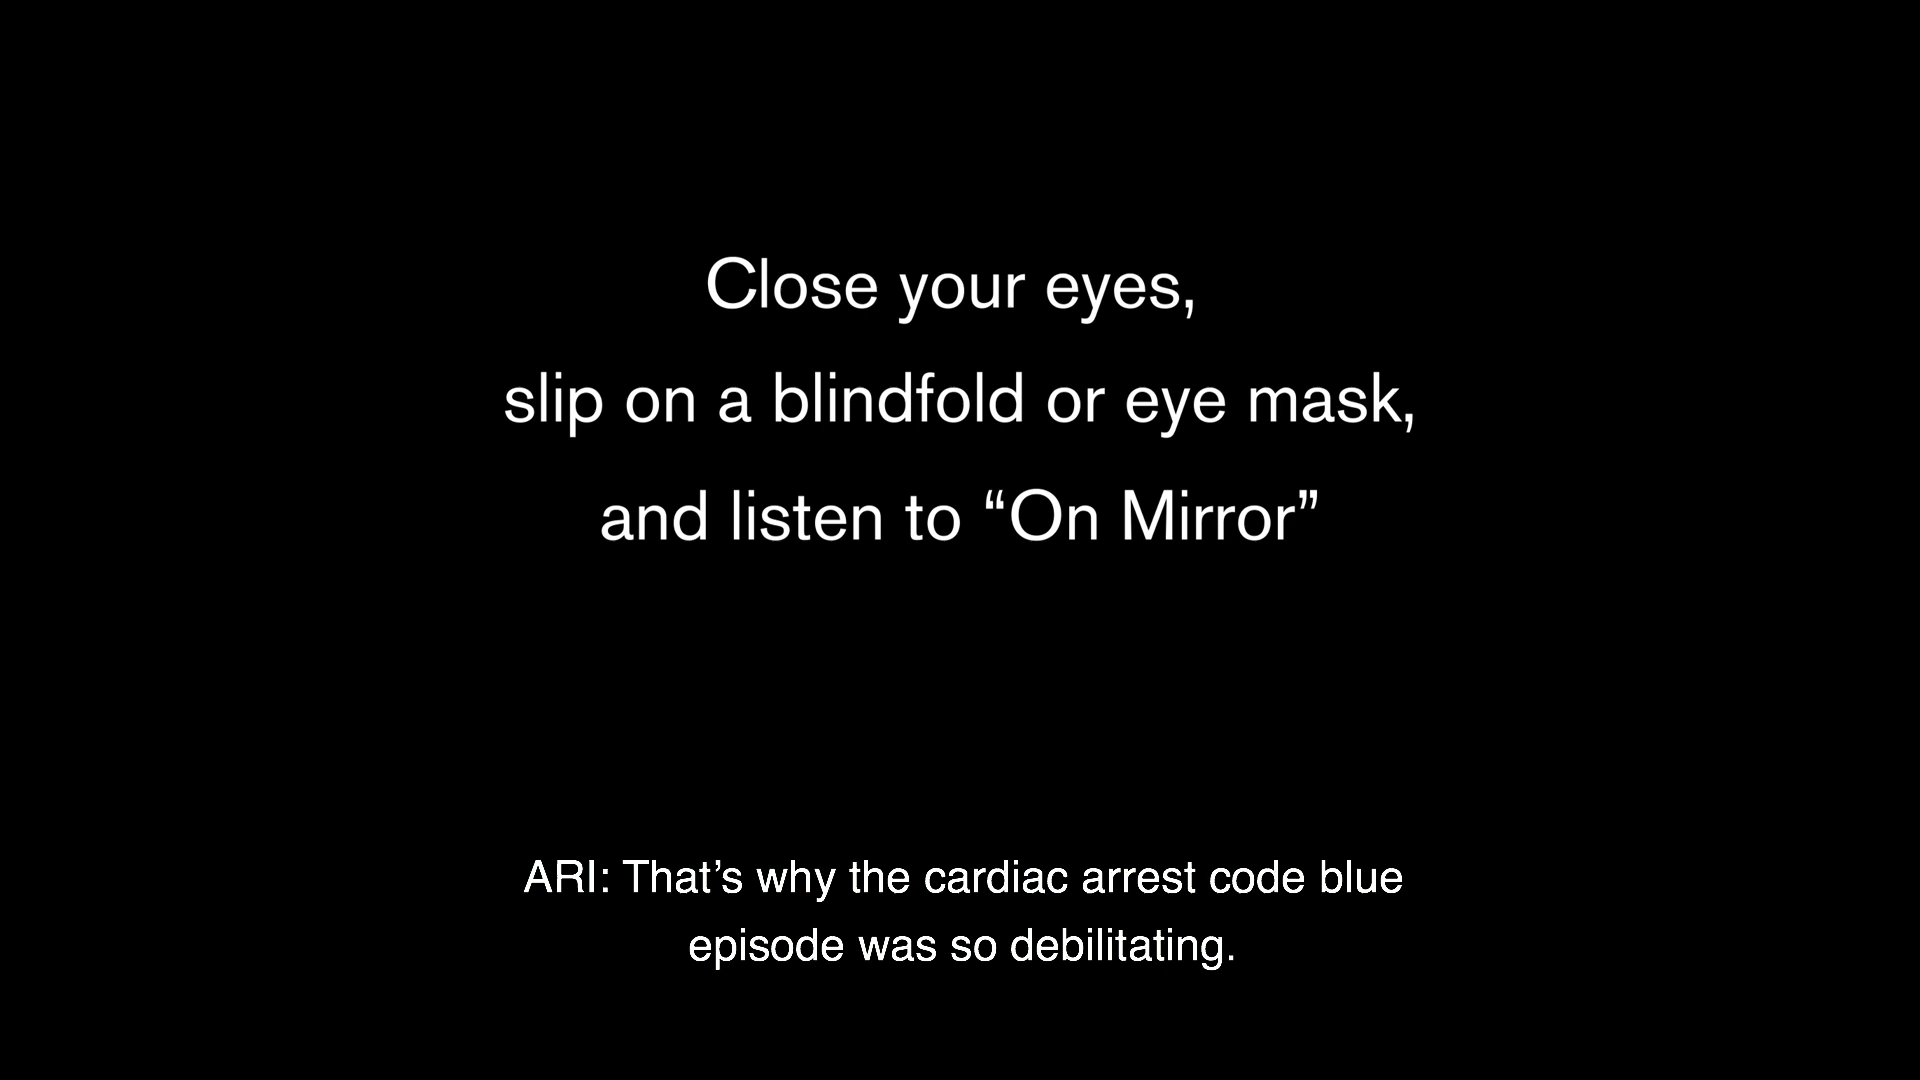 Close your eyes,
slip on a blindfold or eye mask,
and listen to “On Mirror”
ARI: That’s why the cardiac arrest code blue
episode was so debilitating.